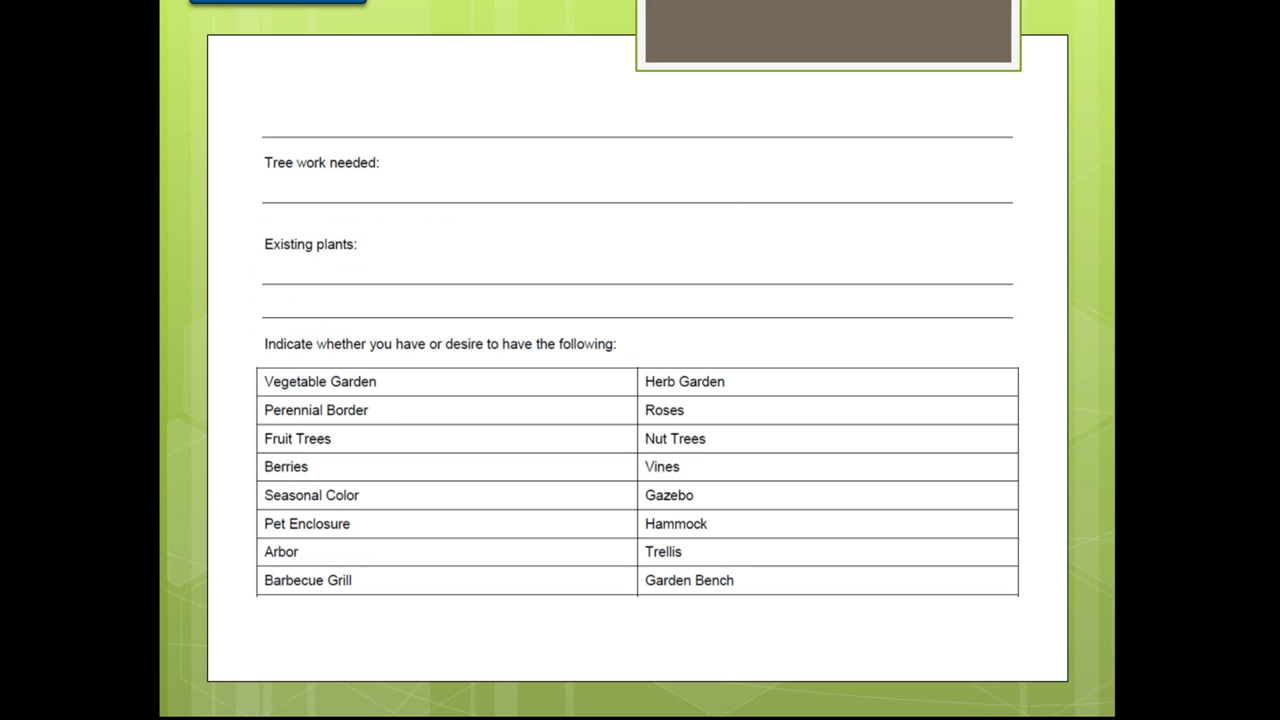 Tree work needed:
Existing plants:
Indicate whether you have or desire to have the following:
Vegetable Garden Herb Garden
Perennial Border Roses
Fruit Trees Nut Trees
Berries Vines
Seasonal Color Gazebo
Pet Enclosure Hammock
Arbor Trellis
Barbecue Grill Garden Bench